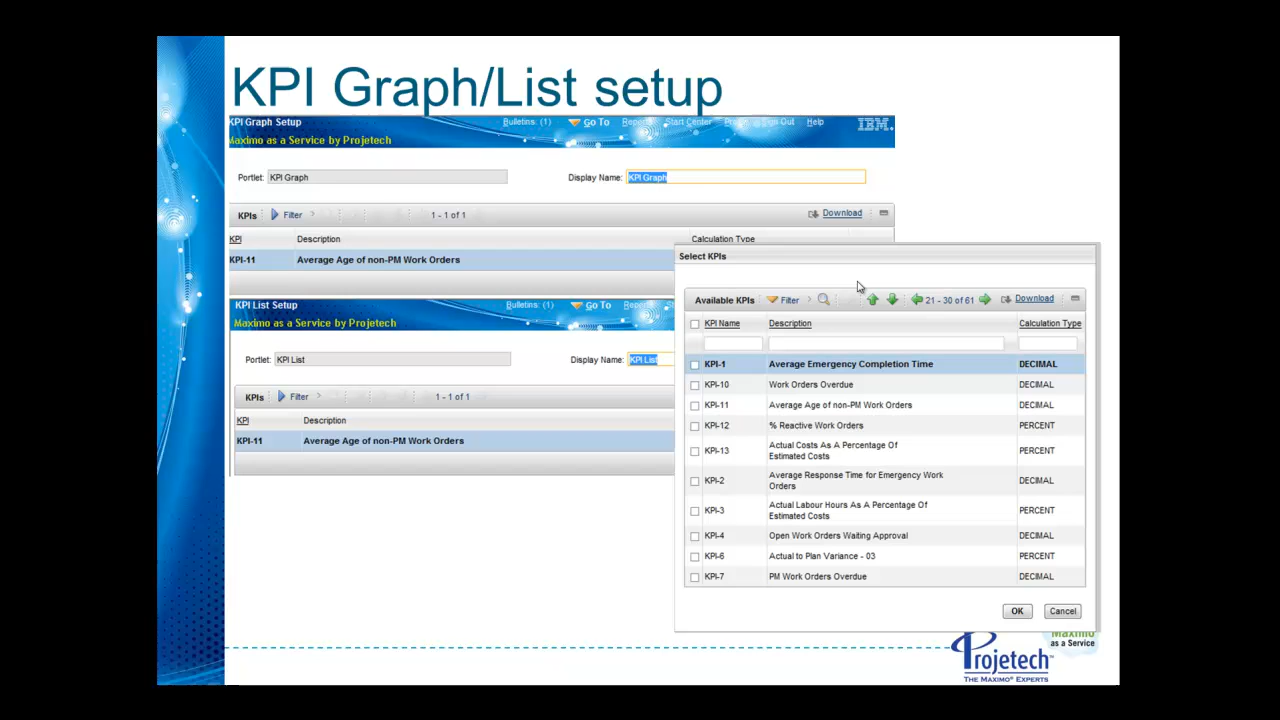 KPI Graph/List setup
KPI Graph Setup
Bulletins: (1) Go To Start Center Sign Out Help
IBM.
Maximo as a Service by Projetech
Portlet: KPI Graph Display Name: KPI Graph
KPIs Filter 1 - 1 of 1 Download
KPI Description Calculation Type
KPI-11 Average Age of non-PM Work Orders
KPI List Setup Bulletins: (1) Go To
Maximo as a Service by Projetech
Portlet: KPI List Display Name: KPI List
KPIs Filter 1 - 1 of 1
KPI Description
KPI-11 Average Age of non-PM Work Orders
Select KPIs
Available KPIs Filter 21 - 30 of 61 Download
KPI Name Description Calculation Type
KPI-1 Average Emergency Completion Time DECIMAL
KPI-10 Work Orders Overdue DECIMAL
KPI-11 Average Age of non-PM Work Orders DECIMAL
KPI-12 % Reactive Work Orders PERCENT
KPI-13 Actual Costs As A Percentage Of
Estimated Costs PERCENT
KPI-2 Average Response Time for Emergency Work
Orders DECIMAL
KPI-3 Actual Labour Hours As A Percentage Of
Estimated Costs PERCENT
KPI-4 Open Work Orders Waiting Approval DECIMAL
KPI-6 Actual to Plan Variance - 03 PERCENT
KPI-7 PM Work Orders Overdue DECIMAL
OK Cancel
Maximo
as a Service
Projetech™
THE MAXIMO® EXPERTS